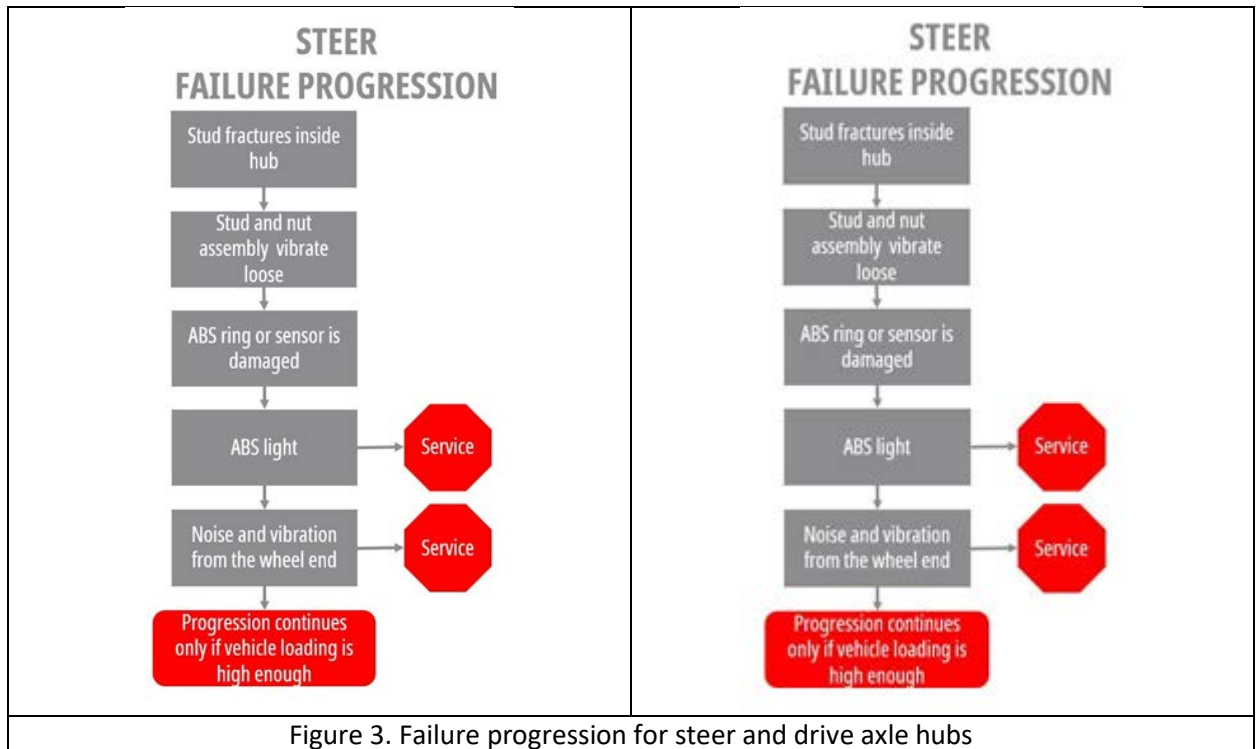 STEER
FAILURE PROGRESSION
Stud fractures inside
hub
Stud and nut
assembly vibrate
loose
ABS ring or sensor is
damaged
ABS light
Service
Noise and vibration
from the wheel end
Service
Progression continues
only if vehicle loading is
high enough
STEER
FAILURE PROGRESSION
Stud fractures inside
hub
Stud and nut
assembly vibrate
loose
ABS ring or sensor is
damaged
ABS light
Service
Noise and vibration
from the wheel end
Service
Progression continues
only if vehicle loading is
high enough
Figure 3. Failure progression for steer and drive axle hubs